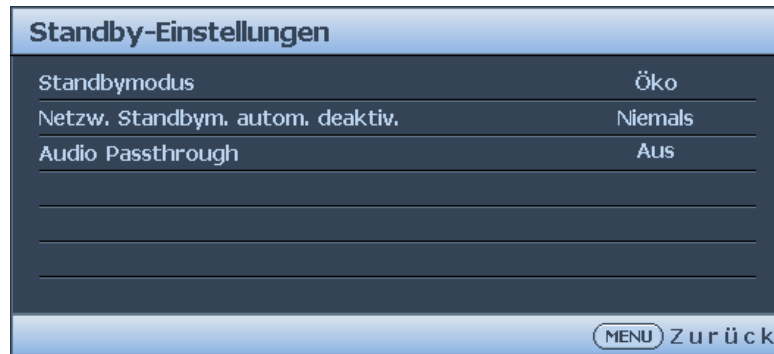 Standby-Einstellungen
Standbymodus Öko
Netzw. Standbym. autom. deaktiv. Niemals
Audio Passthrough Aus
MENU Zurück